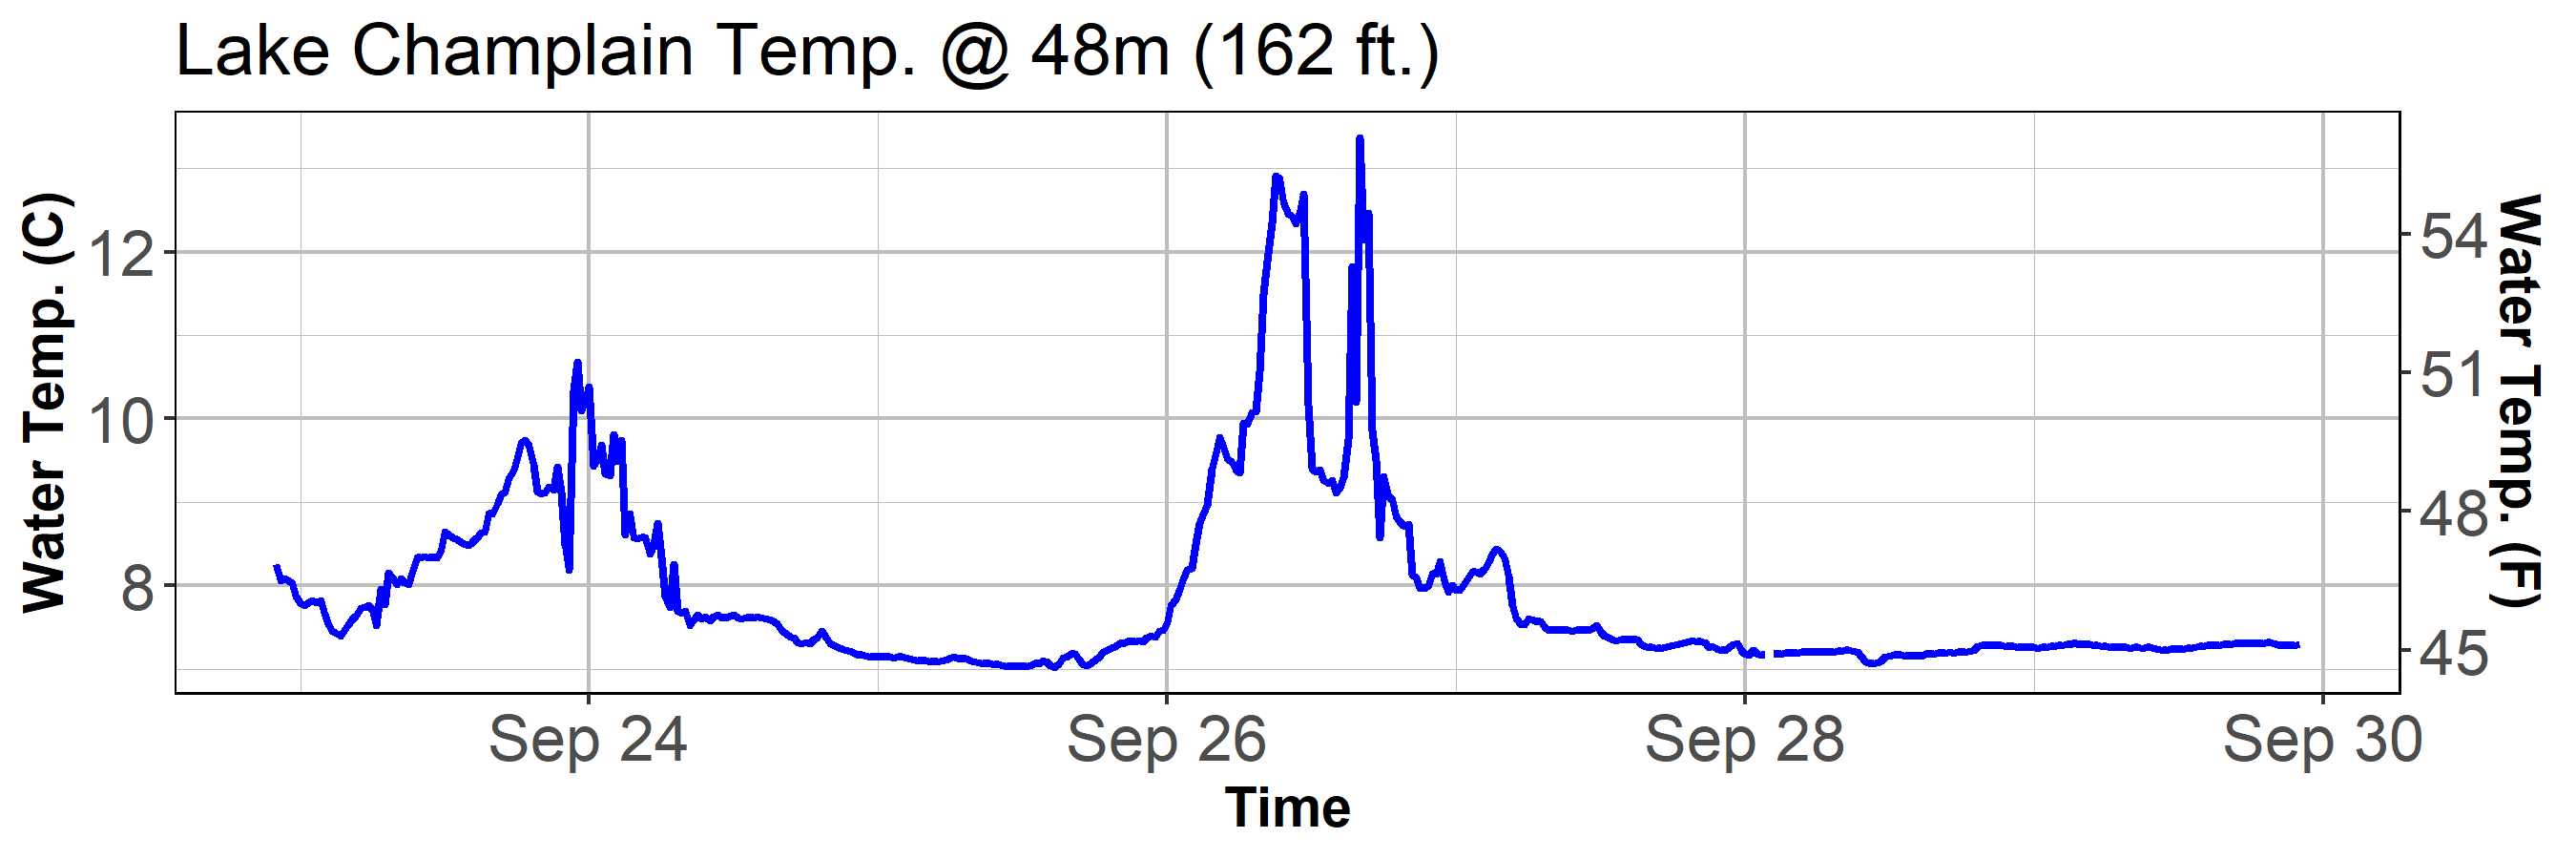 Lake Champlain Temp. @ 48m (162 ft.)
Water Temp. (C)
12
10
8
54
51
48
45
Water Temp. (F)
Sep 24
Sep 26
Sep 28
Sep 30
Time